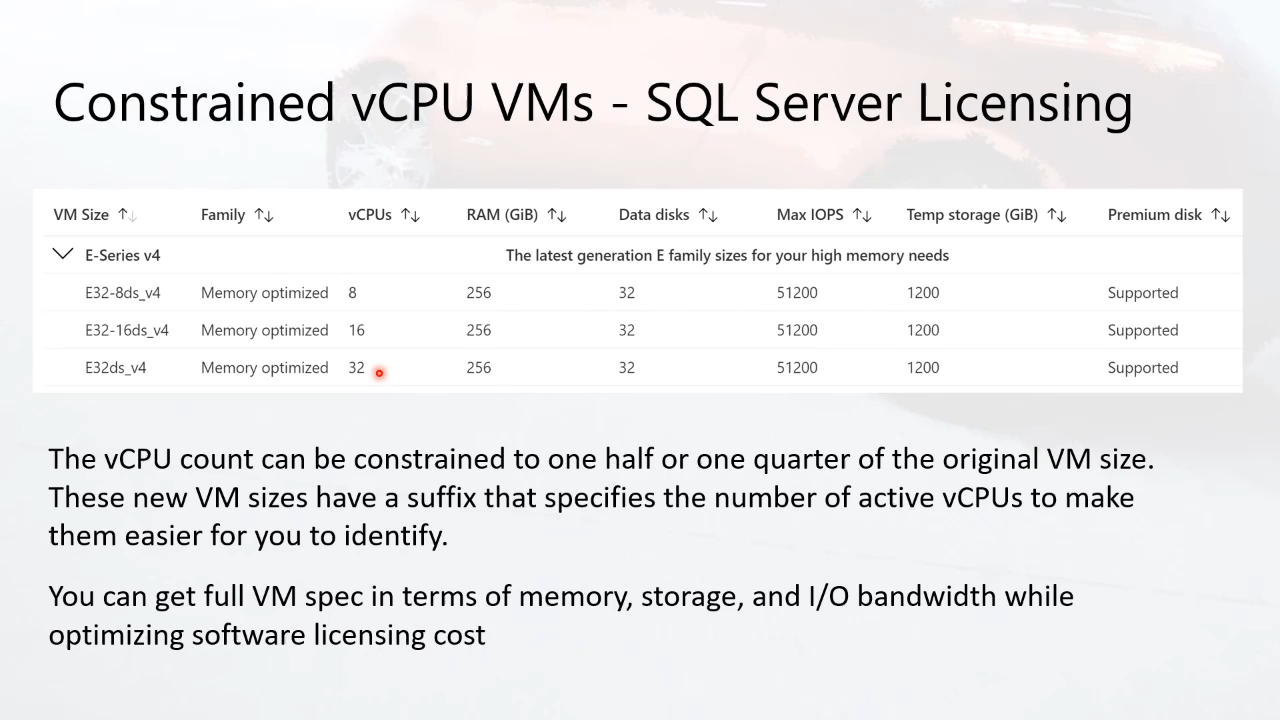 Constrained vCPU VMs - SQL Server Licensing
VM Size ↑↓ Family ↑↓ vCPUs ↑↓ RAM (GiB) ↑↓ Data disks ↑↓ Max IOPS ↑↓ Temp storage (GiB) ↑↓ Premium disk ↑↓
E-Series v4 The latest generation E family sizes for your high memory needs
E32-8ds_v4 Memory optimized 8 256 32 51200 1200 Supported
E32-16ds_v4 Memory optimized 16 256 32 51200 1200 Supported
E32ds_v4 Memory optimized 32 256 32 51200 1200 Supported
The vCPU count can be constrained to one half or one quarter of the original VM size.
These new VM sizes have a suffix that specifies the number of active vCPUs to make
them easier for you to identify.
You can get full VM spec in terms of memory, storage, and I/O bandwidth while
optimizing software licensing cost